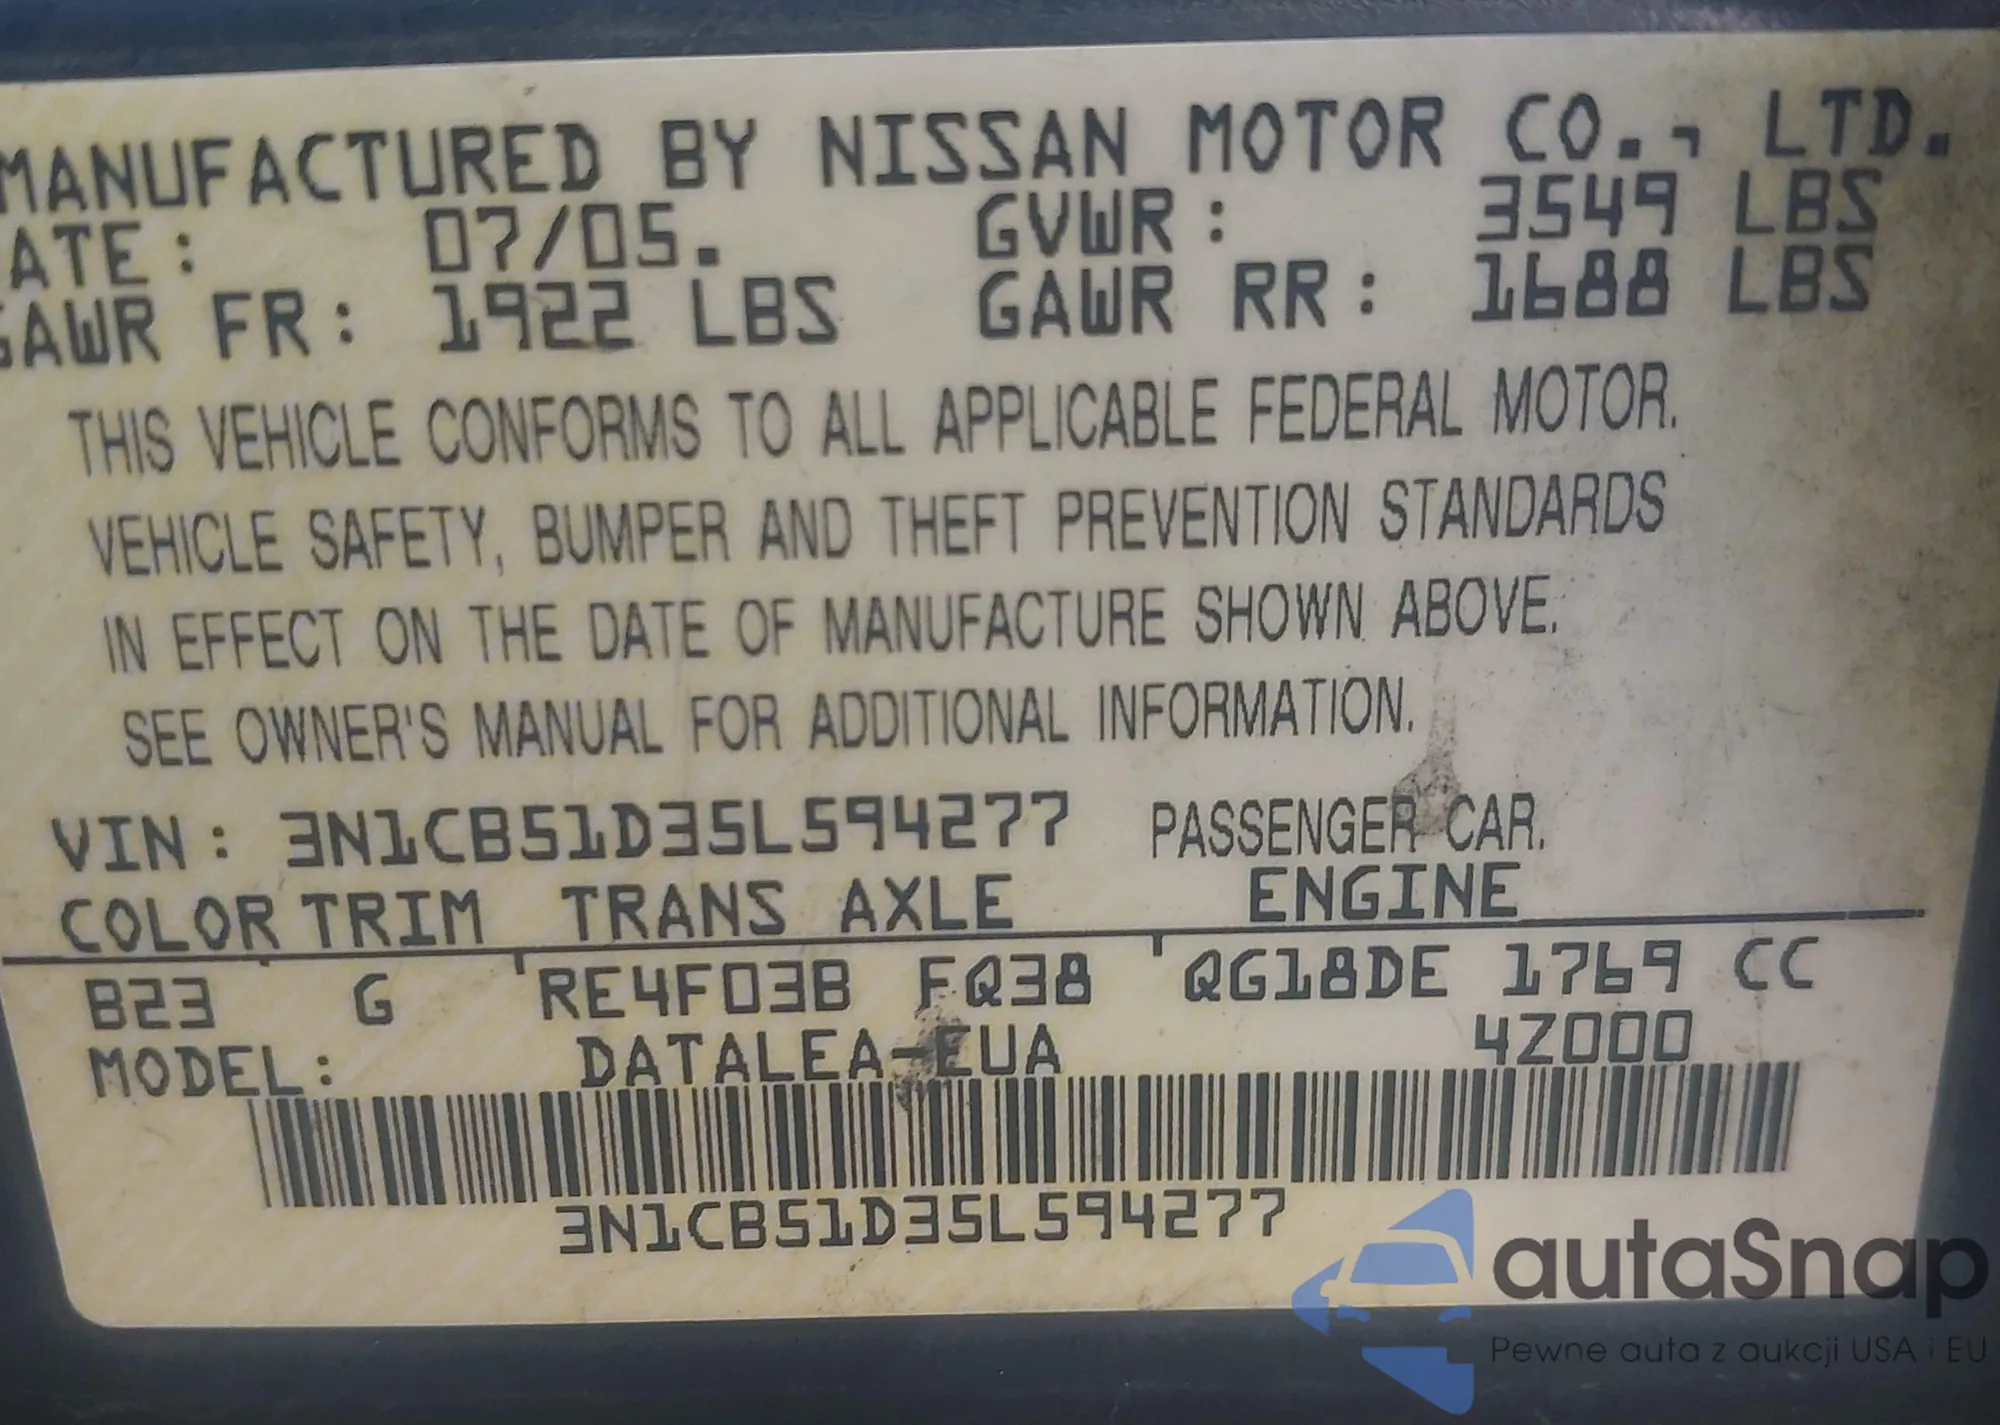 MANUFACTURED BY NISSAN MOTOR CO., LTD.
ATE: 07/05. GVWR: 3549 LBS
GAWR FR: 1922 LBS GAWR RR: 1688 LBS
THIS VEHICLE CONFORMS TO ALL APPLICABLE FEDERAL MOTOR.
VEHICLE SAFETY, BUMPER AND THEFT PREVENTION STANDARDS
IN EFFECT ON THE DATE OF MANUFACTURE SHOWN ABOVE.
SEE OWNER'S MANUAL FOR ADDITIONAL INFORMATION.
VIN: 3N1CB51D35L594277 PASSENGER CAR.
COLOR TRIM TRANS AXLE ENGINE
B23 G RE4F03B FQ38 QG18DE 1769 CC
MODEL: DATALEA-EUA 4Z000
3N1CB51D35L594277
autaSnap
Pewne auta z aukcji USA i EU